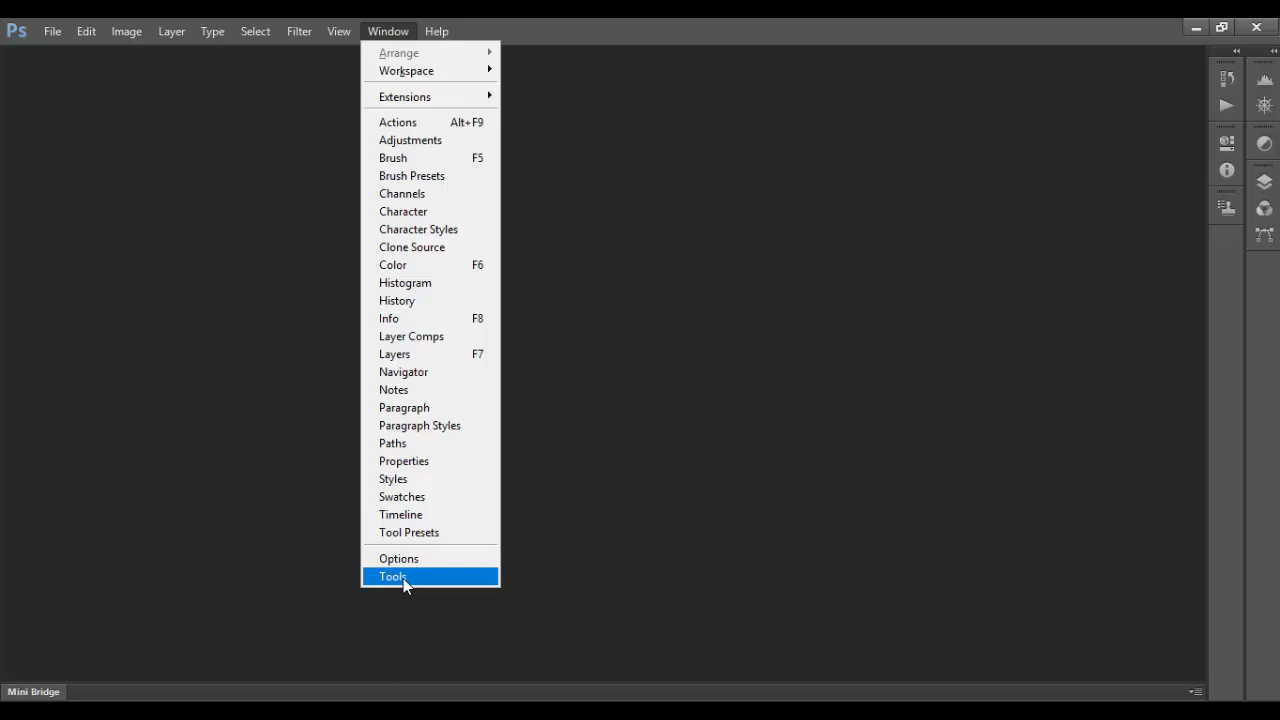 Ps File Edit Image Layer Type Select Filter View Window Help
Arrange
Workspace
Extensions
Actions Alt+F9
Adjustments
Brush F5
Brush Presets
Channels
Character
Character Styles
Clone Source
Color F6
Histogram
History
Info F8
Layer Comps
Layers F7
Navigator
Notes
Paragraph
Paragraph Styles
Paths
Properties
Styles
Swatches
Timeline
Tool Presets
Options
Tools
Mini Bridge